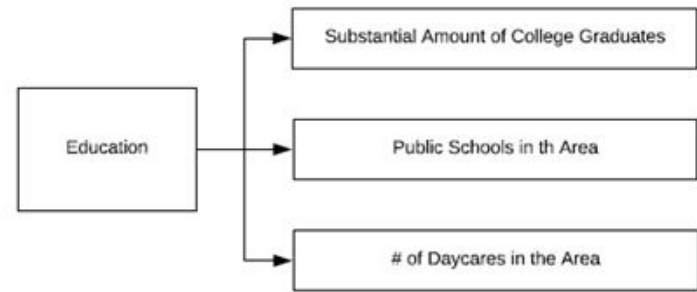 Substantial Amount of College Graduates
Education
Public Schools in th Area
# of Daycares in the Area